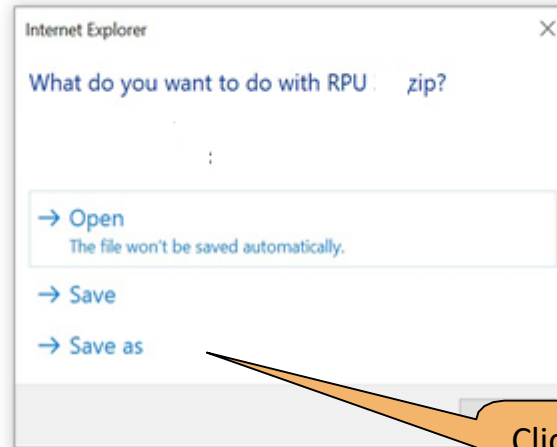 Internet Explorer
What do you want to do with RPU zip?
Open
The file won't be saved automatically.
Save
Save as